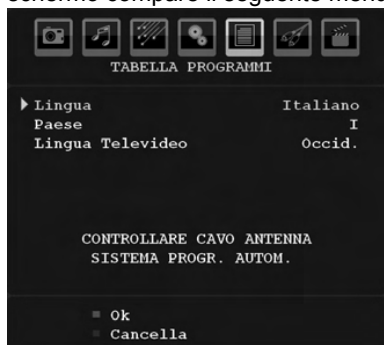 TABELLA PROGRAMMI
Lingua Italiano
Paese I
Lingua Televideo Occid.
CONTROLLARE CAVO ANTENNA
SISTEMA PROGR. AUTOM.
Ok
Cancella